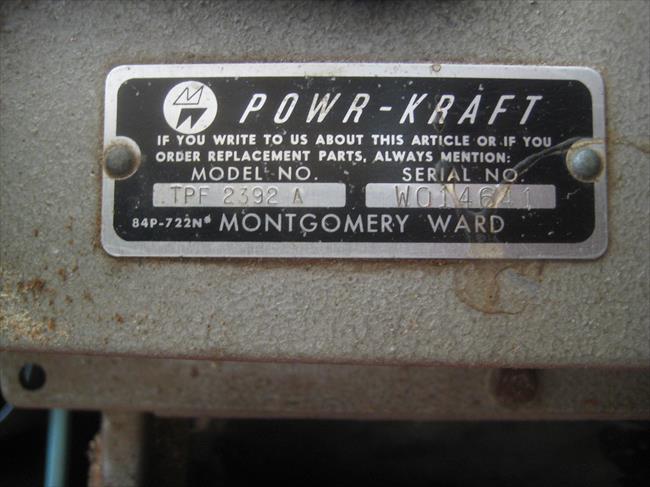 POWR-KRAFT
IF YOU WRITE TO US ABOUT THIS ARTICLE OR IF YOU
ORDER REPLACEMENT PARTS, ALWAYS MENTION:
MODEL NO. SERIAL NO.
TPF 2392 A WO14641
84P-722N MONTGOMERY WARD